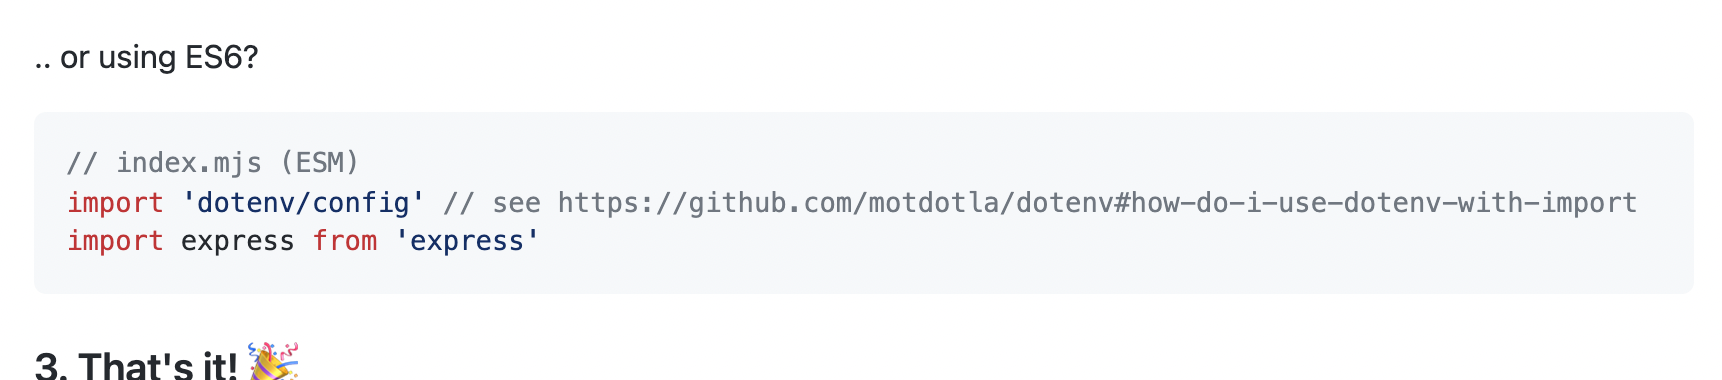 .. or using ES6?
// index.mjs (ESM)
import 'dotenv/config' // see https://github.com/motdotla/dotenv#how-do-i-use-dotenv-with-import
import express from 'express'
3. That's it! 🎉